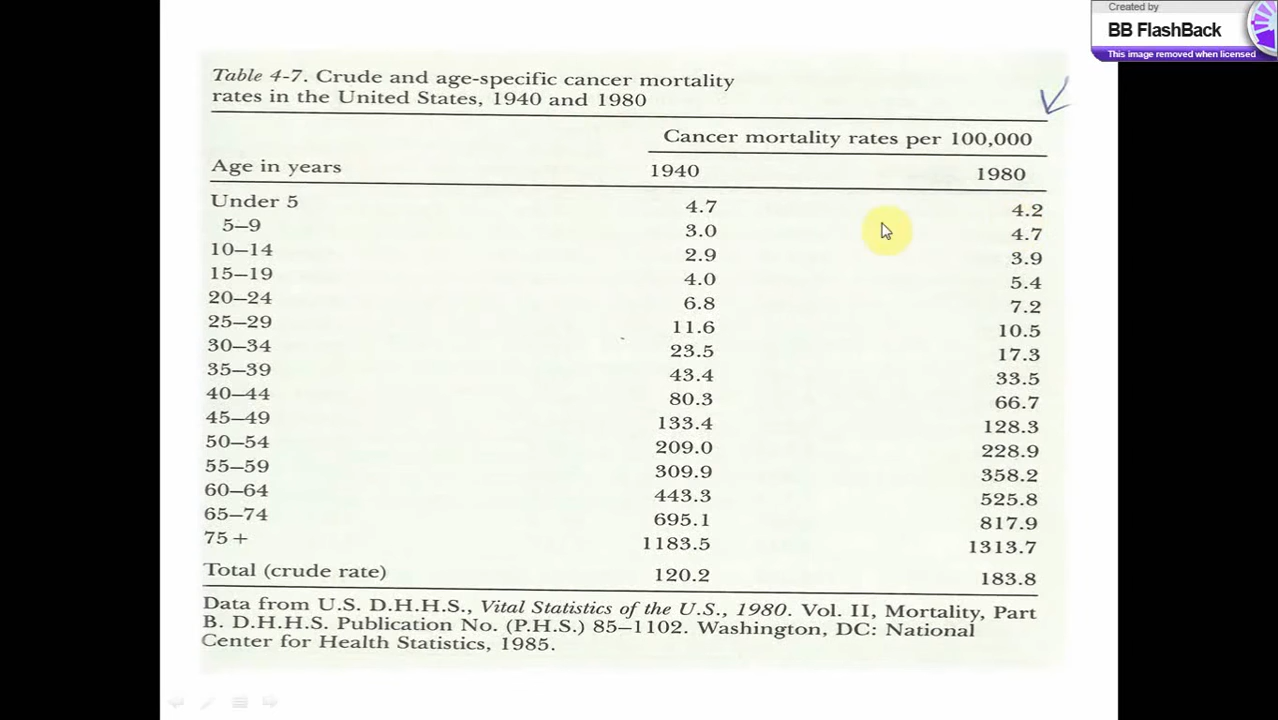 Created by
BB FlashBack
This image removed when licensed
Table 4-7. Crude and age-specific cancer mortality
rates in the United States, 1940 and 1980
Cancer mortality rates per 100,000
Age in years 1940 1980
Under 5 4.7 4.2
5–9 3.0 4.7
10–14 2.9 3.9
15–19 4.0 5.4
20–24 6.8 7.2
25–29 11.6 10.5
30–34 23.5 17.3
35–39 43.4 33.5
40–44 80.3 66.7
45–49 133.4 128.3
50–54 209.0 228.9
55–59 309.9 358.2
60–64 443.3 525.8
65–74 695.1 817.9
75+ 1183.5 1313.7
Total (crude rate) 120.2 183.8
Data from U.S. D.H.H.S., Vital Statistics of the U.S., 1980. Vol. II, Mortality, Part
B. D.H.H.S. Publication No. (P.H.S.) 85–1102. Washington, DC: National
Center for Health Statistics, 1985.